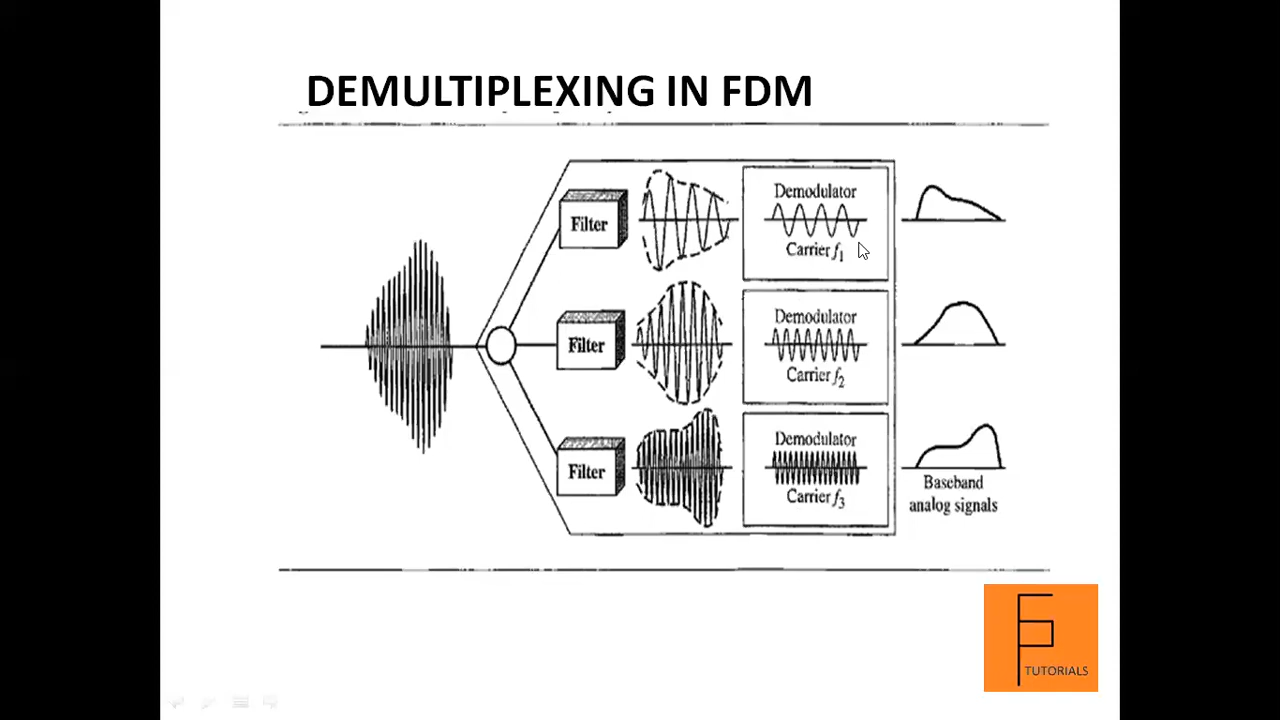 DEMULTIPLEXING IN FDM
Filter
Demodulator
Carrier f1
Filter
Demodulator
Carrier f2
Filter
Demodulator
Carrier f3
Baseband
analog signals
TUTORIALS